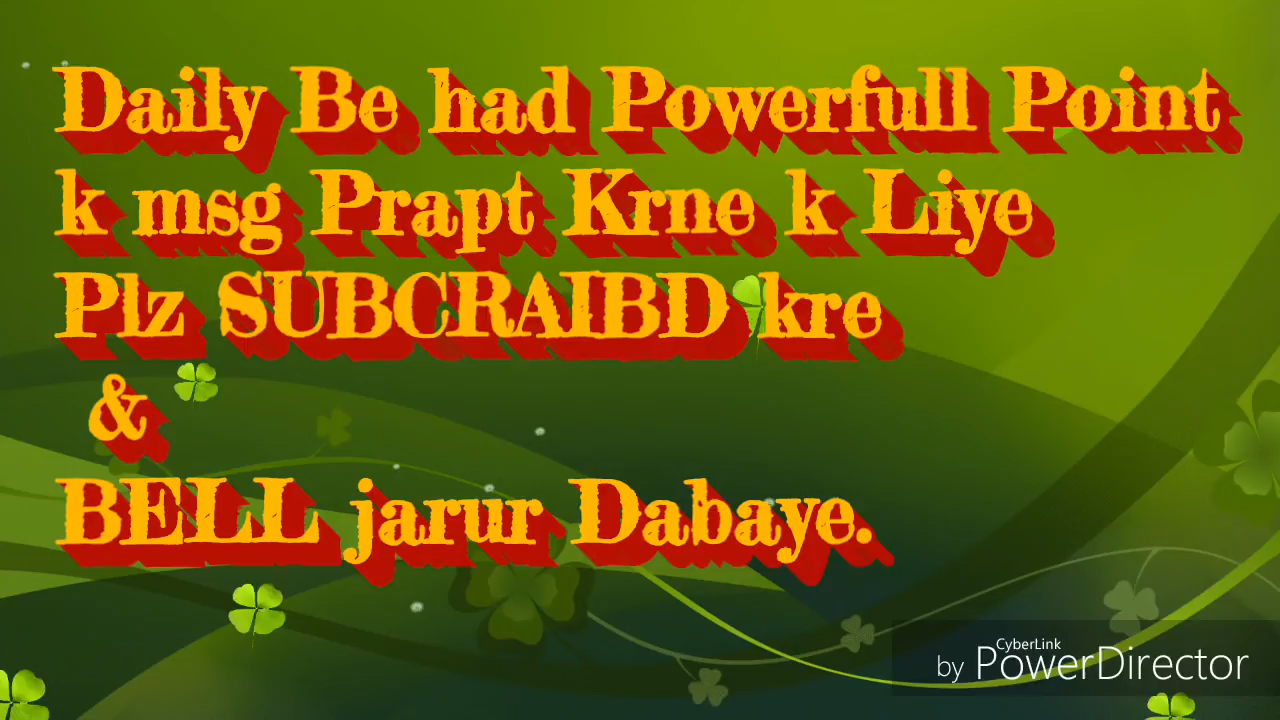 Daily Be had Powerfull Point
k msg Prapt Krne k Liye
Plz SUBCRAIBD kre
&
BELL jarur Dabaye.
CyberLink
by PowerDirector